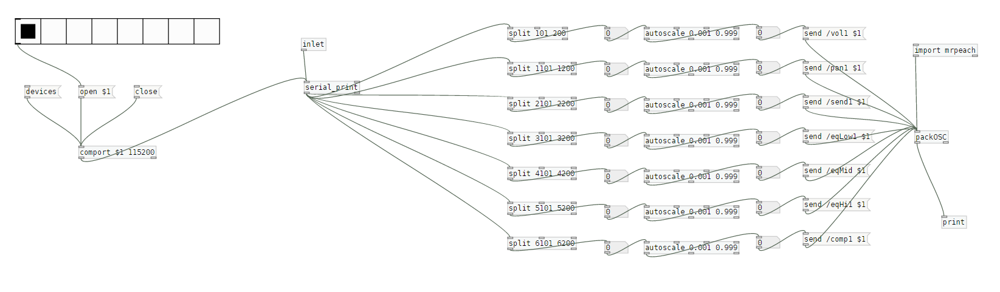 inlet
devices
open $1
close
comport $1 115200
serial_print
split 101 200
0
autoscale 0.001 0.999
0
send /vol1 $1
split 1101 1200
0
autoscale 0.001 0.999
0
send /pan1 $1
split 2101 2200
0
autoscale 0.001 0.999
0
send /send1 $1
split 3101 3200
0
autoscale 0.001 0.999
0
send /eqLow1 $1
split 4101 4200
0
autoscale 0.001 0.999
0
send /eqMid $1
split 5101 5200
0
autoscale 0.001 0.999
0
send /eqHi1 $1
split 6101 6200
0
autoscale 0.001 0.999
0
send /comp1 $1
import mrpeach
packOSC
print